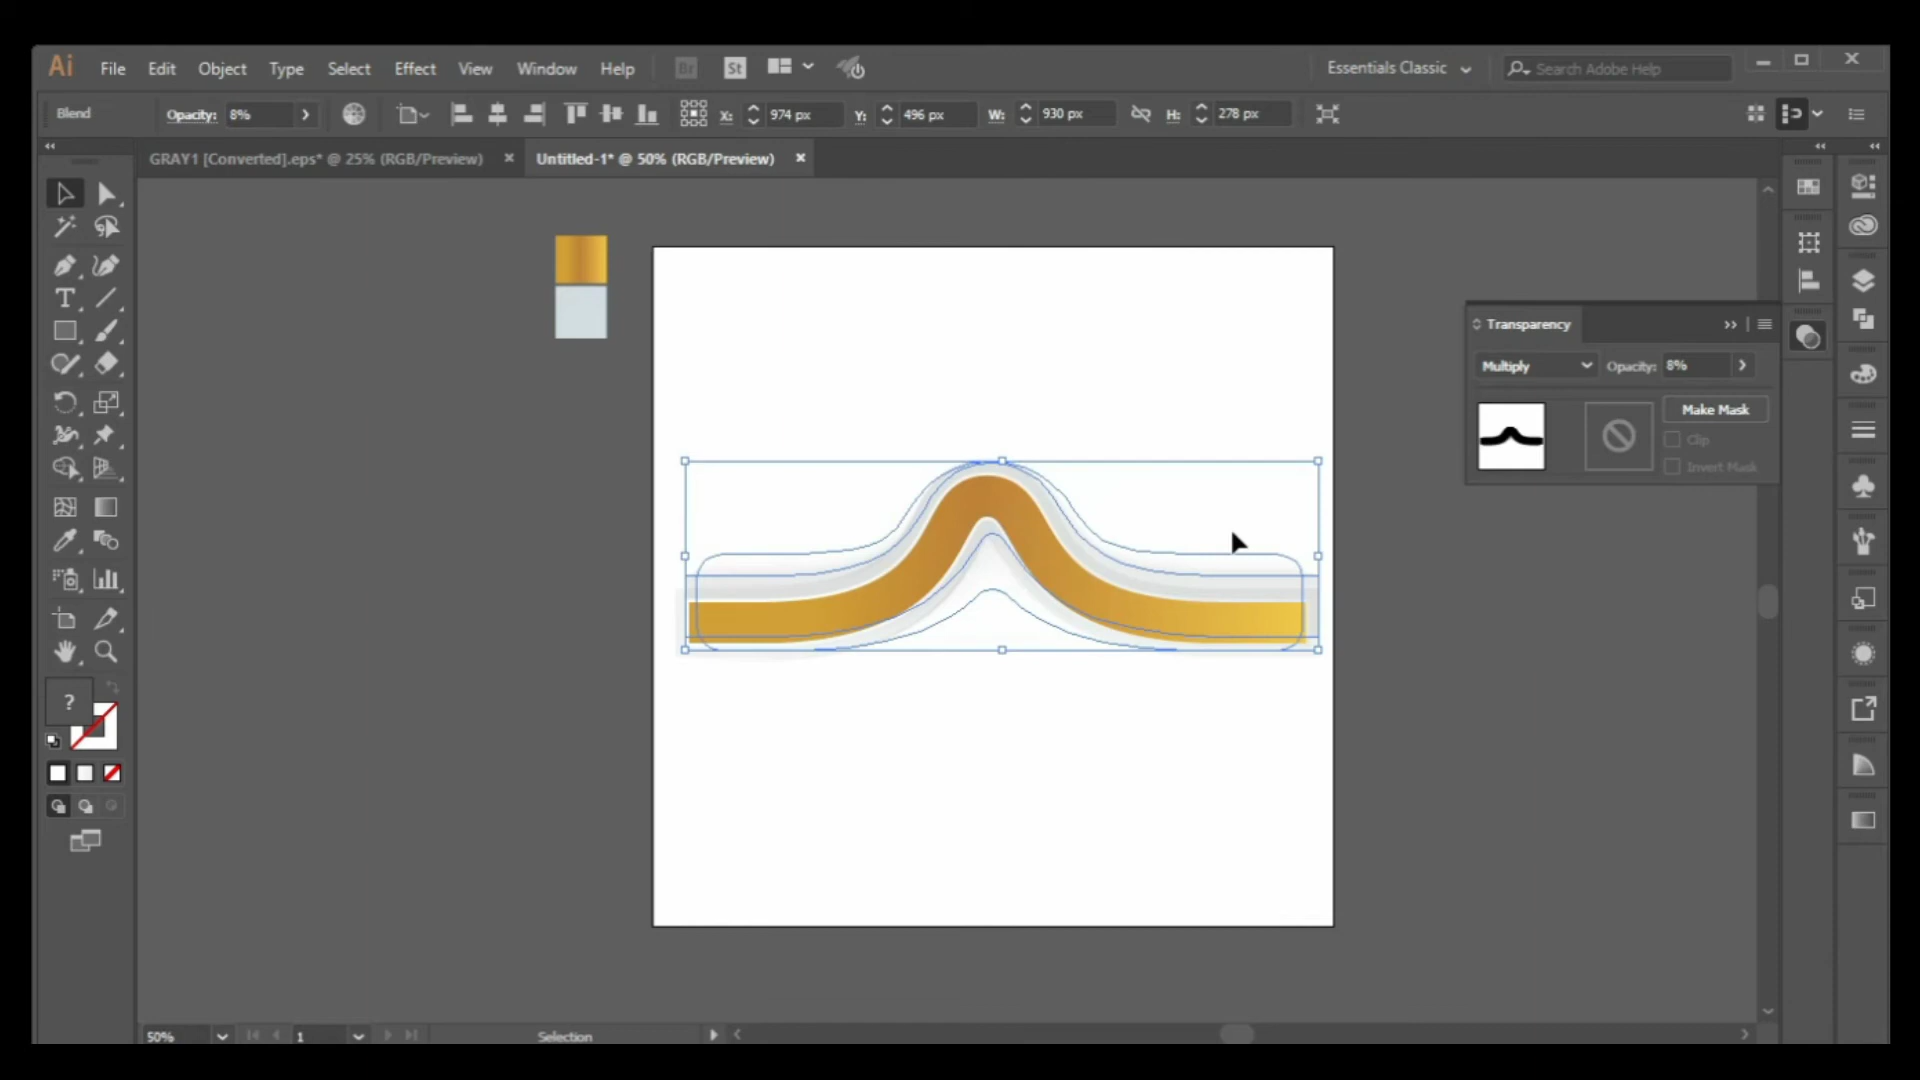 Ai File Edit Object Type Select Effect View Window Help Br St Essentials Classic Search Adobe Help
Blend Opacity: 8% X: 974 px Y: 496 px W: 930 px H: 278 px
GRAY1 [Converted].eps* @ 25% (RGB/Preview) Untitled-1* @ 50% (RGB/Preview)
Transparency
Multiply Opacity: 8%
Make Mask
Clip
Invert Mask
?
50% 1 Selection